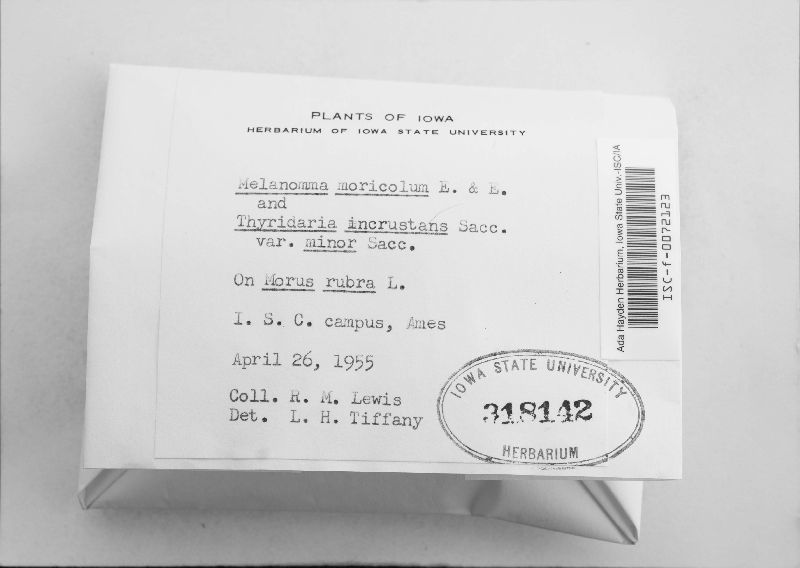 PLANTS OF IOWA
HERBARIUM OF IOWA STATE UNIVERSITY
Melanomma moricolum E. & E.
and
Thyridaria incrustans Sacc.
var. minor Sacc.
On Morus rubra L.
I. S. C. campus, Ames
April 26, 1955
Coll. R. M. Lewis
Det. L. H. Tiffany
IOWA STATE UNIVERSITY
318142
HERBARIUM
Ada Hayden Herbarium, Iowa State Univ.-ISC/IA
ISC-f-0072123